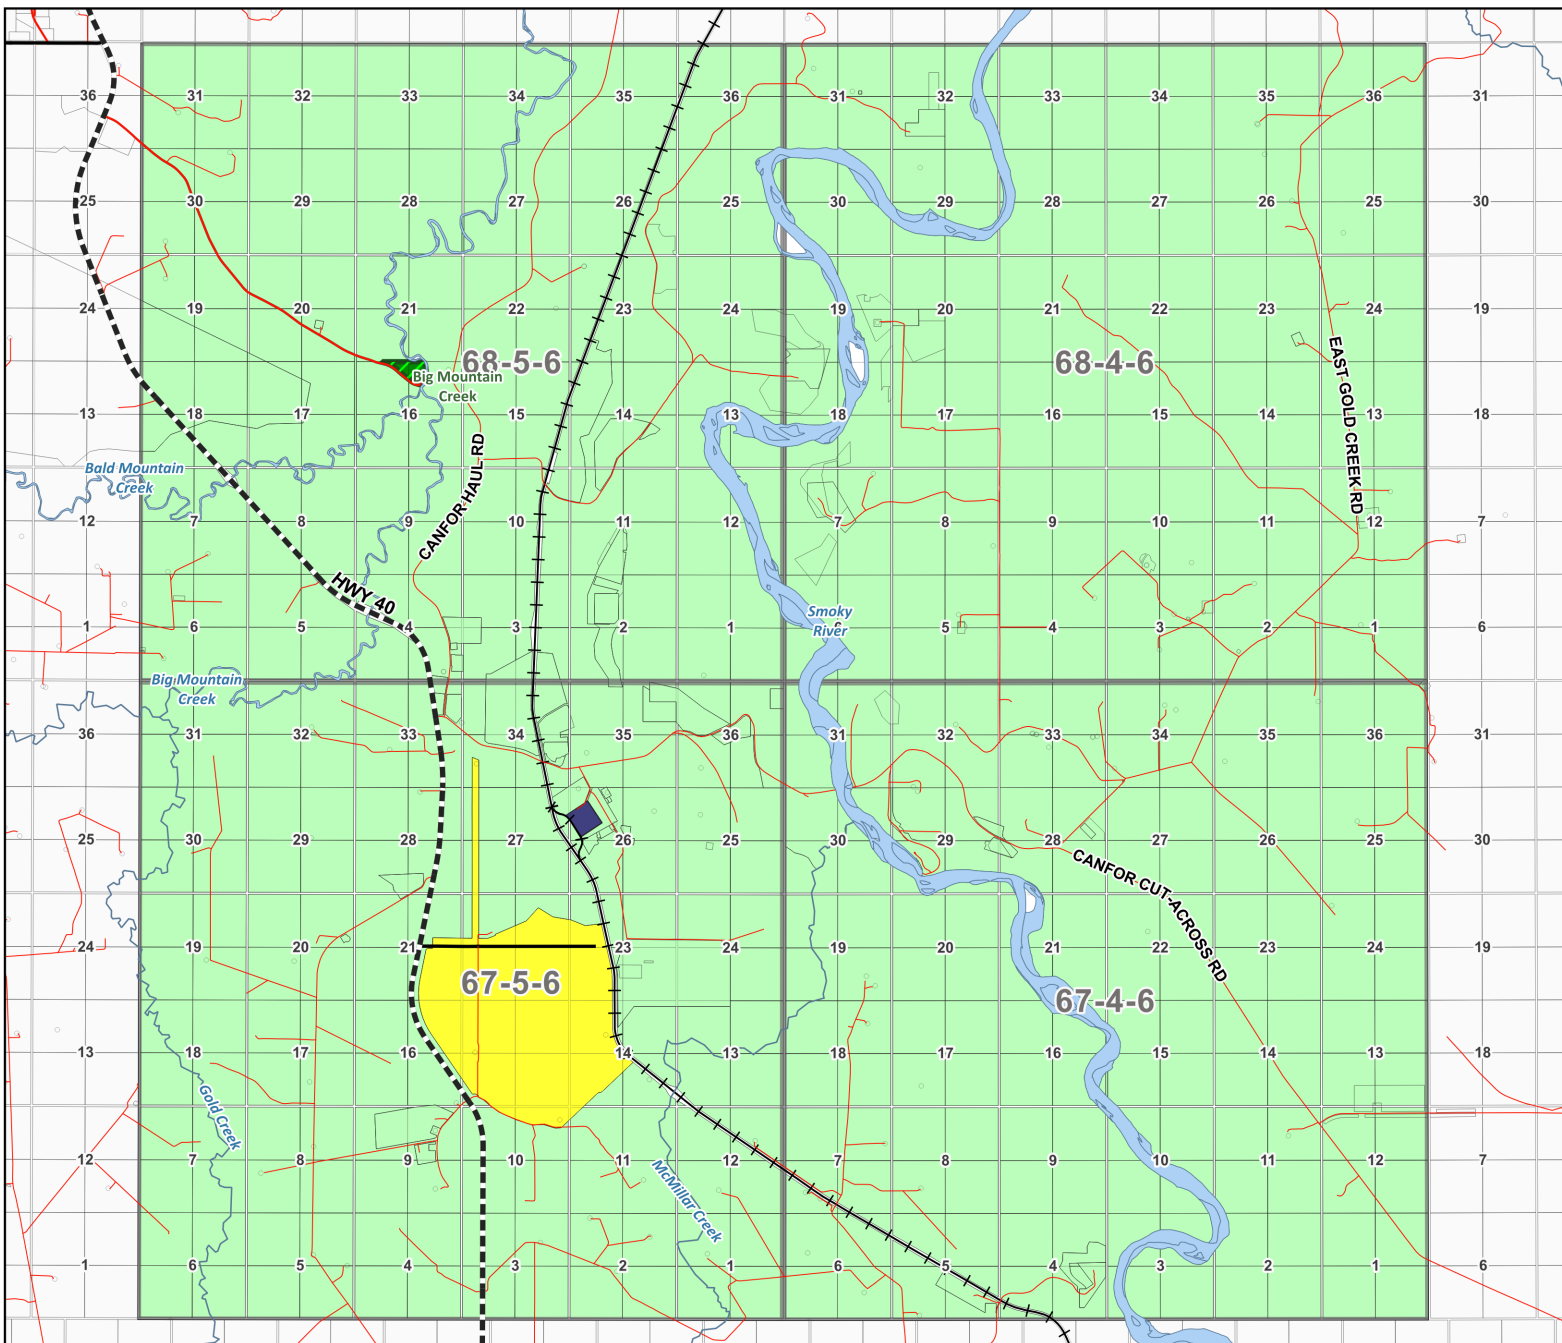 36 31 32 33 34 35 36 31 32 33 34 35 36 31
25 30 29 28 27 26 25 30 29 28 27 26 25 30
24 19 20 21 22 23 24 19 20 21 22 23 24 19
68-5-6
68-4-6
Big Mountain
Creek
EAST GOLD CREEK RD
13 18 17 16 15 14 13 18 17 16 15 14 13 18
CANFOR HAUL RD
Bald Mountain
Creek
12 7 8 9 10 11 12 7 8 9 10 11 12 7
HWY 40
Smoky
River
1 6 5 4 3 2 1 5 4 3 2 1 6
Big Mountain
Creek
36 31 32 33 34 35 36 31 32 33 34 35 36 31
25 30 29 28 27 26 25 30 29 28 27 26 25 30
CANFOR CUT-ACROSS RD
24 19 20 21 23 24 19 20 21 22 23 24 19
67-5-6
67-4-6
13 18 17 16 14 13 18 17 16 15 14 13 18
Gold Creek
12 7 8 9 10 11 12 7 8 9 10 11 12 7
McMillar Creek
1 6 5 4 3 2 1 6 5 4 3 2 1 6